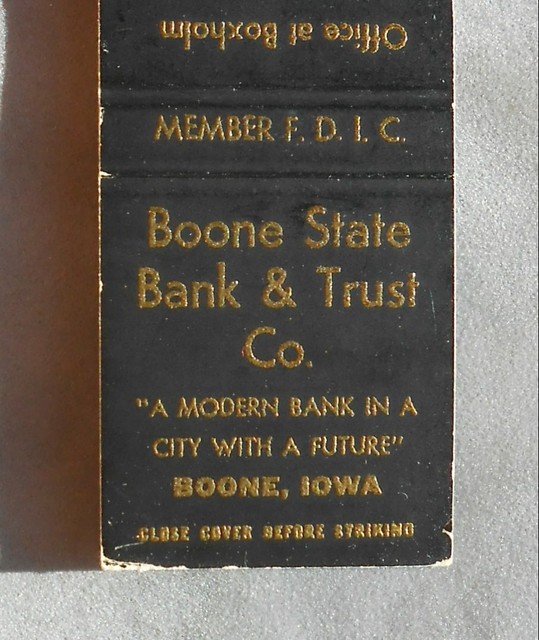 Office at Boxholm
MEMBER F. D. I. C.
Boone State
Bank & Trust
Co.
"A MODERN BANK IN A
CITY WITH A FUTURE"
BOONE, IOWA
CLOSE COVER BEFORE STRIKING